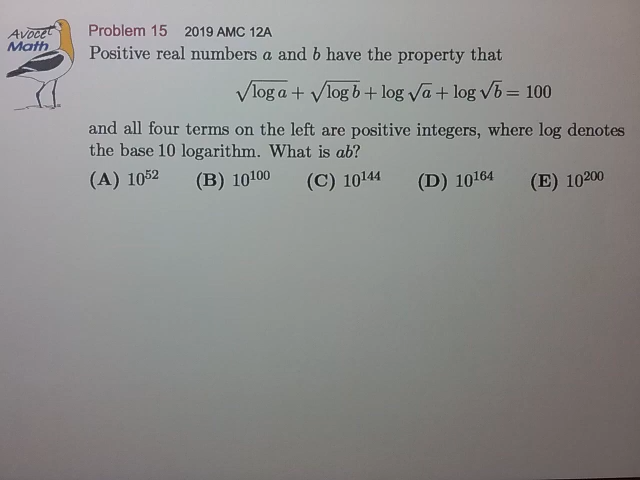 Avocet
Math
Problem 15 2019 AMC 12A
Positive real numbers a and b have the property that
√log a + √log b + log √a + log √b = 100
and all four terms on the left are positive integers, where log denotes
the base 10 logarithm. What is ab?
(A) 10^52 (B) 10^100 (C) 10^144 (D) 10^164 (E) 10^200